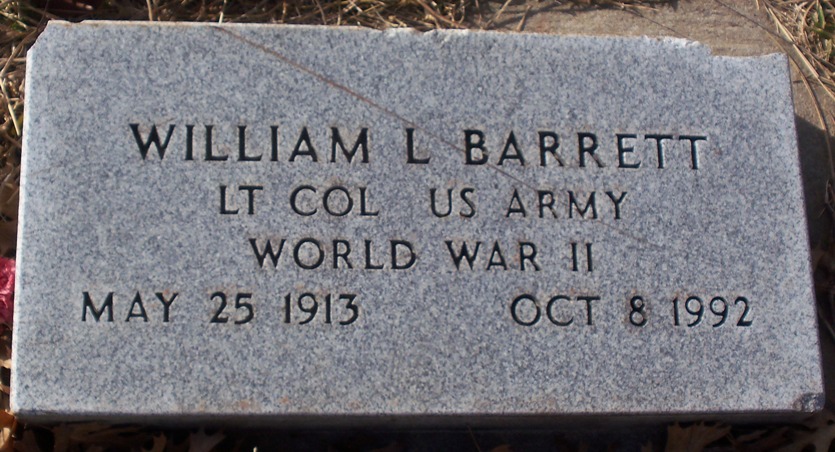 WILLIAM L BARRETT
LT COL US ARMY
WORLD WAR II
MAY 25 1913 OCT 8 1992